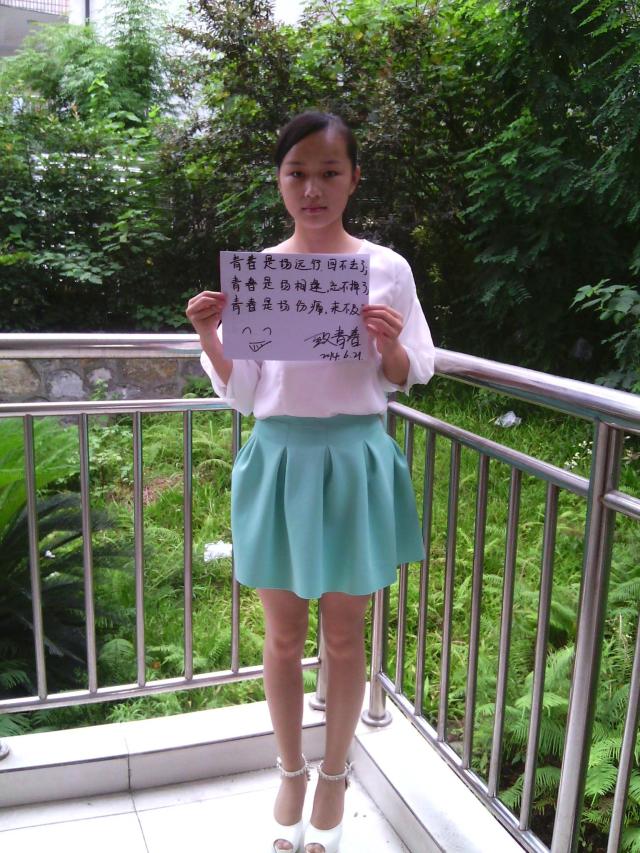 青春是场远行,回不去了,
青春是场相逢,忘不掉了
青春是场伤痛,来不及
致青春
2014.6.21